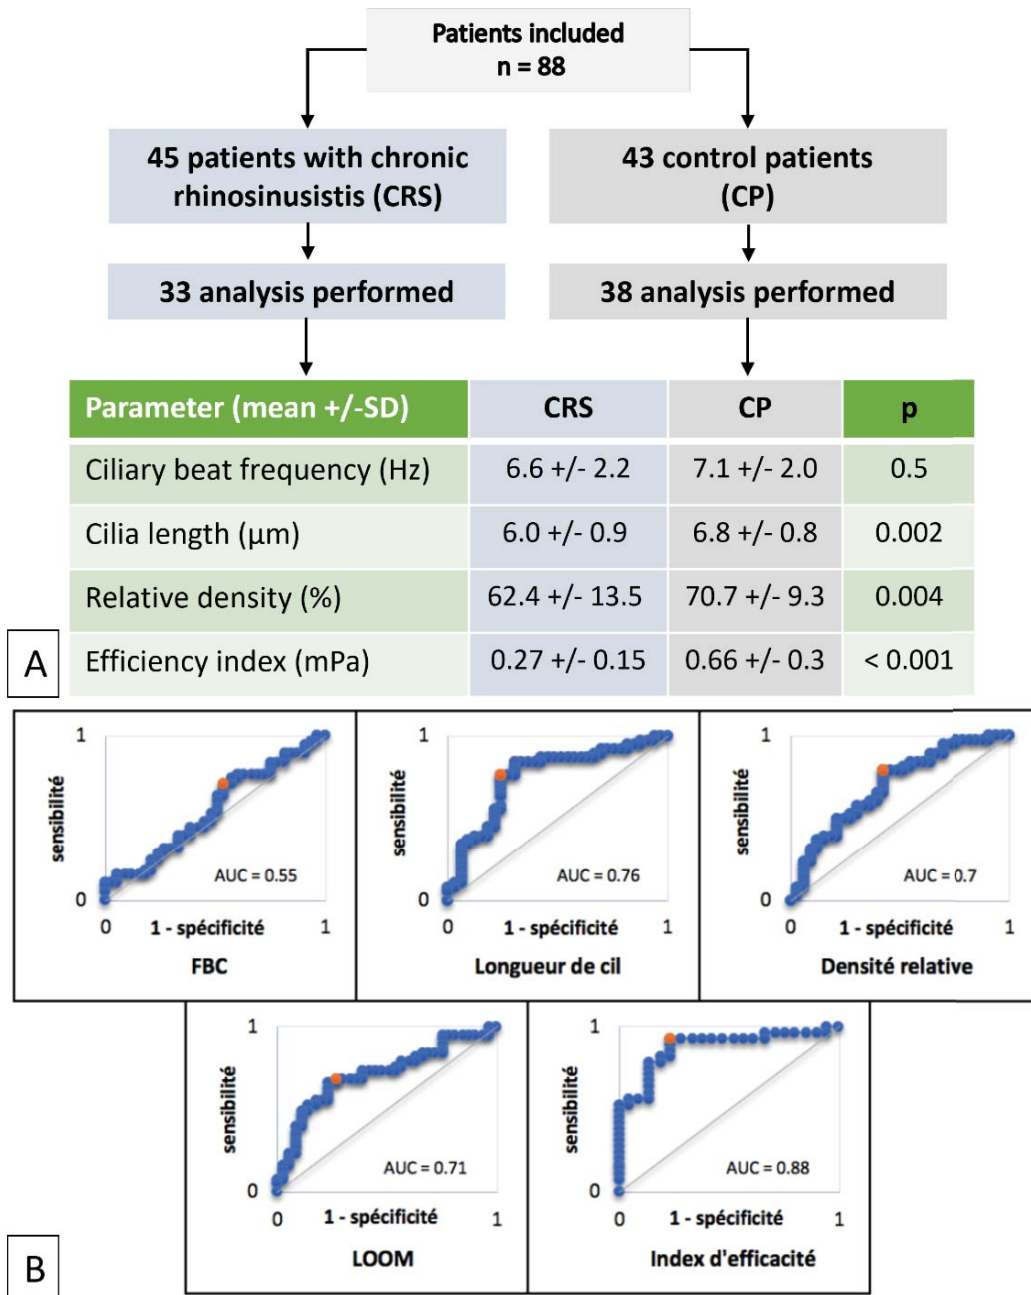 Patients included
n = 88
45 patients with chronic
rhinosinusistis (CRS)
43 control patients
(CP)
33 analysis performed
38 analysis performed
Parameter (mean +/-SD) CRS CP p
Ciliary beat frequency (Hz) 6.6 +/- 2.2 7.1 +/- 2.0 0.5
Cilia length (µm) 6.0 +/- 0.9 6.8 +/- 0.8 0.002
Relative density (%) 62.4 +/- 13.5 70.7 +/- 9.3 0.004
Efficiency index (mPa) 0.27 +/- 0.15 0.66 +/- 0.3 < 0.001
A
1
sensibilité
AUC = 0.55
0
0 1 - spécificité 1
FBC
1
sensibilité
AUC = 0.76
0
0 1 - spécificité 1
Longueur de cil
1
sensibilité
AUC = 0.7
0
0 1 - spécificité 1
Densité relative
1
sensibilité
AUC = 0.71
0
0 1 - spécificité 1
LOOM
1
sensibilité
AUC = 0.88
0
0 1 - spécificité 1
Index d'efficacité
B